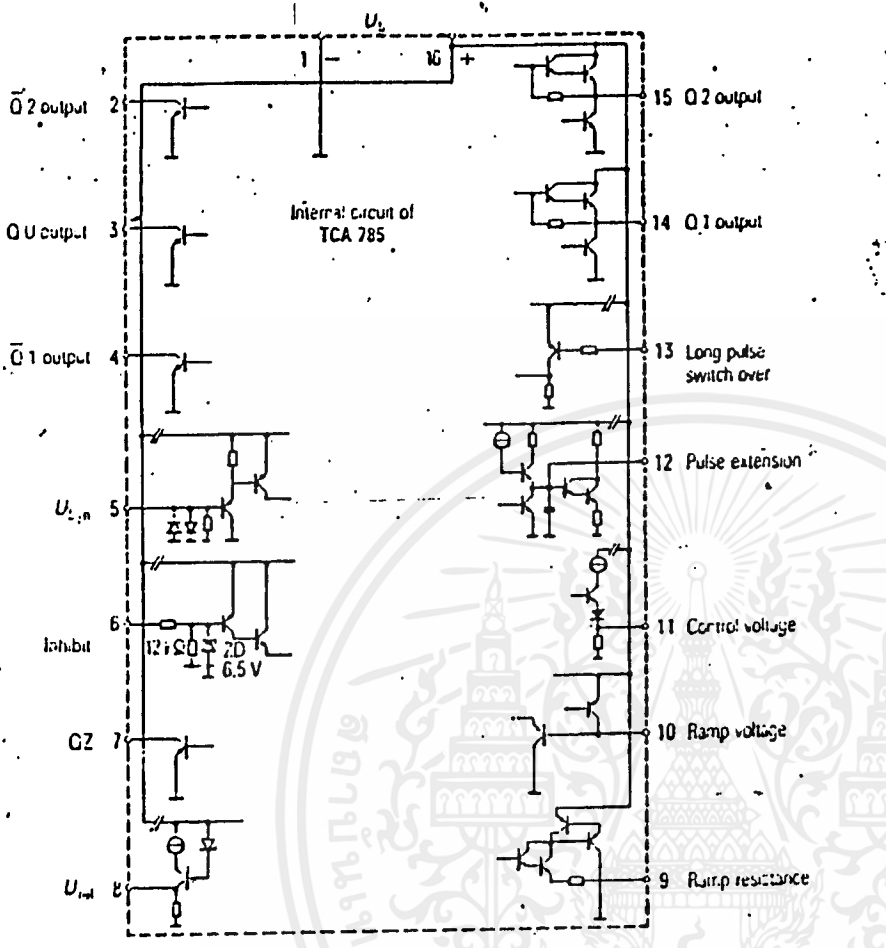 1 − 16 +
Q̄ 2 output 2
15 Q 2 output
Internal circuit of
TCA 785
Q U output 3
14 Q 1 output
Q̄ 1 output 4
13 Long pulse
switch over
12 Pulse extension
5
6
Inhibit
ZD
6.5 V
11 Control voltage
QZ 7
10 Ramp voltage
8
9 Ramp resistance